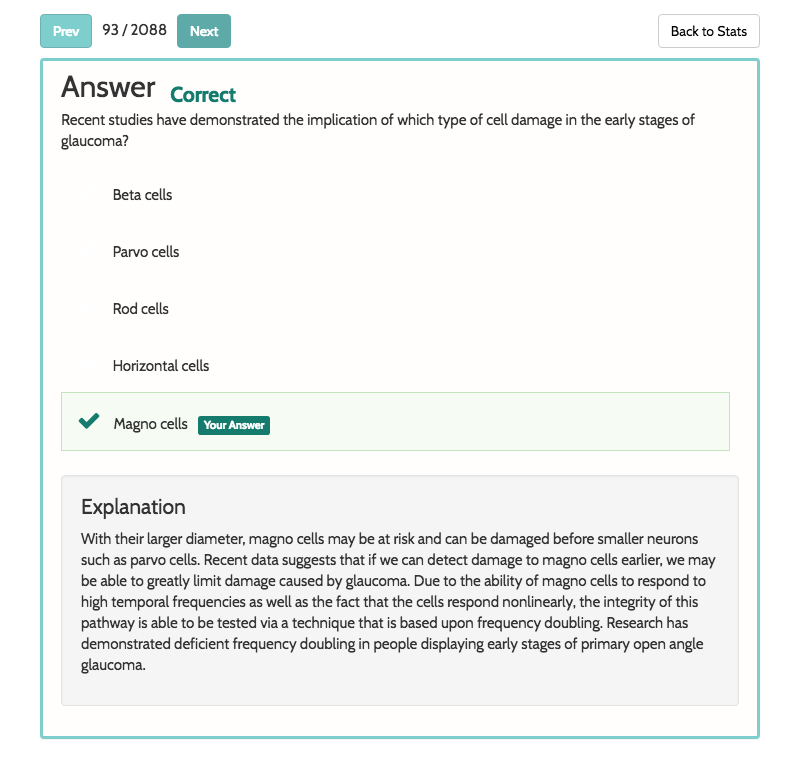 Prev 93 / 2088 Next Back to Stats
Answer Correct
Recent studies have demonstrated the implication of which type of cell damage in the early stages of
glaucoma?
Beta cells
Parvo cells
Rod cells
Horizontal cells
Magno cells Your Answer
Explanation
With their larger diameter, magno cells may be at risk and can be damaged before smaller neurons
such as parvo cells. Recent data suggests that if we can detect damage to magno cells earlier, we may
be able to greatly limit damage caused by glaucoma. Due to the ability of magno cells to respond to
high temporal frequencies as well as the fact that the cells respond nonlinearly, the integrity of this
pathway is able to be tested via a technique that is based upon frequency doubling. Research has
demonstrated deficient frequency doubling in people displaying early stages of primary open angle
glaucoma.